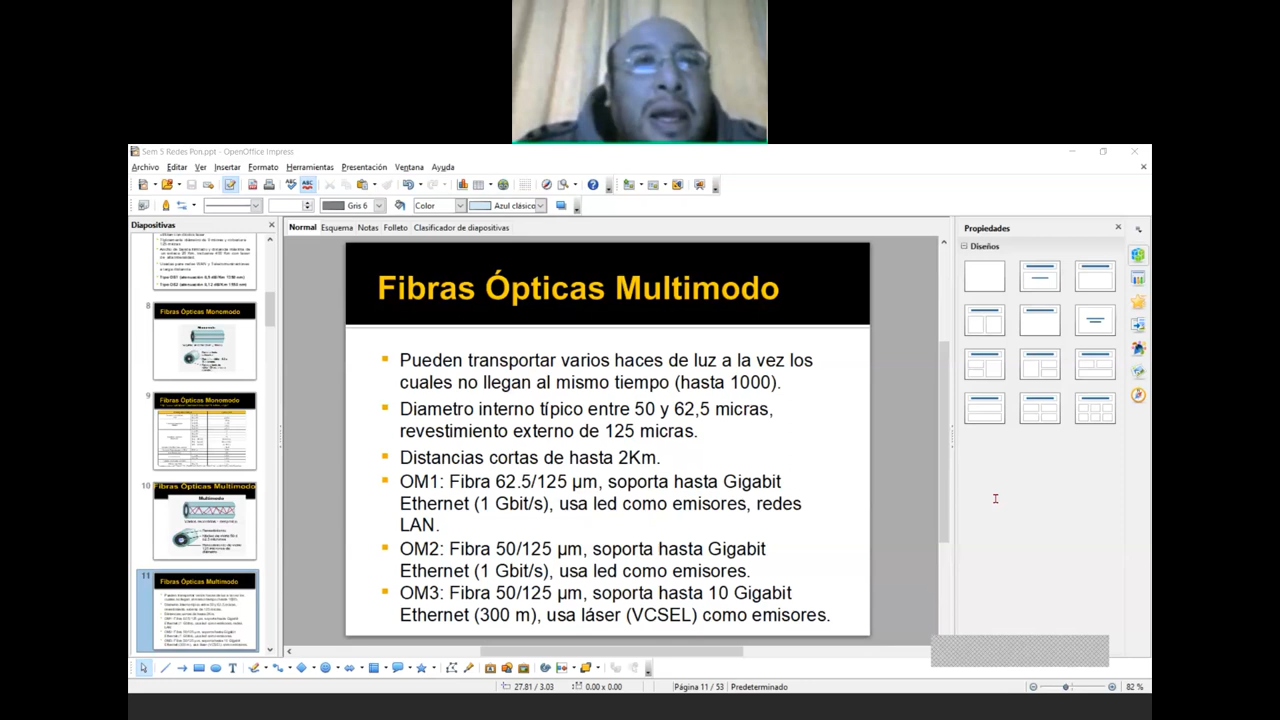 Sem 5 Redes Pon.ppt - OpenOffice Impress
Archivo Editar Ver Insertar Formato Herramientas Presentación Ventana Ayuda
Gris 6 Color Azul clásico
Diapositivas
Normal Esquema Notas Folleto Clasificador de diapositivas
Propiedades
Diseños
8
Fibras Ópticas Monomodo
9
Fibras Ópticas Monomodo
10
Fibras Ópticas Multimodo
Multimodo
11
Fibras Ópticas Multimodo
Fibras Ópticas Multimodo
Pueden transportar varios haces de luz a la vez los
cuales no llegan al mismo tiempo (hasta 1000).
Diametro interno típico entre 50 y 62,5 micras,
revestimiento externo de 125 micras.
Distancias cortas de hasta 2Km.
OM1: Fibra 62.5/125 µm, soporta hasta Gigabit
Ethernet (1 Gbit/s), usa led como emisores, redes
LAN.
OM2: Fibra 50/125 µm, soporta hasta Gigabit
Ethernet (1 Gbit/s), usa led como emisores.
OM3: Fibra 50/125 µm, soporta hasta 10 Gigabit
Ethernet (300 m), usa laser (VCSEL) como emisores.
27.81 / 3.03 0.00 x 0.00 Página 11 / 53 Predeterminado 82 %